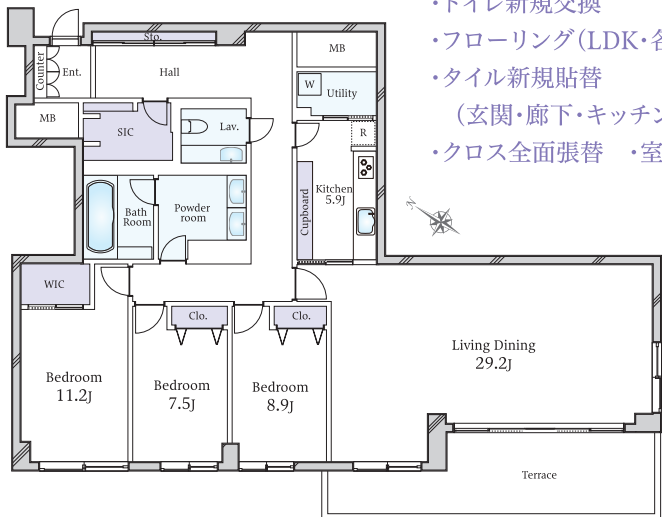 ・トイレ新規交換
・フローリング（LDK・各
・タイル新規貼替
（玄関・廊下・キッチン
・クロス全面張替　・室
Sto.
MB
Counter
Ent.
Hall
W
Utility
MB
SIC
Lav.
R
Kitchen
5.9J
Cupboard
Bath
Room
Powder
room
N
WIC
Clo.
Clo.
Living Dining
29.2J
Bedroom
11.2J
Bedroom
7.5J
Bedroom
8.9J
Terrace